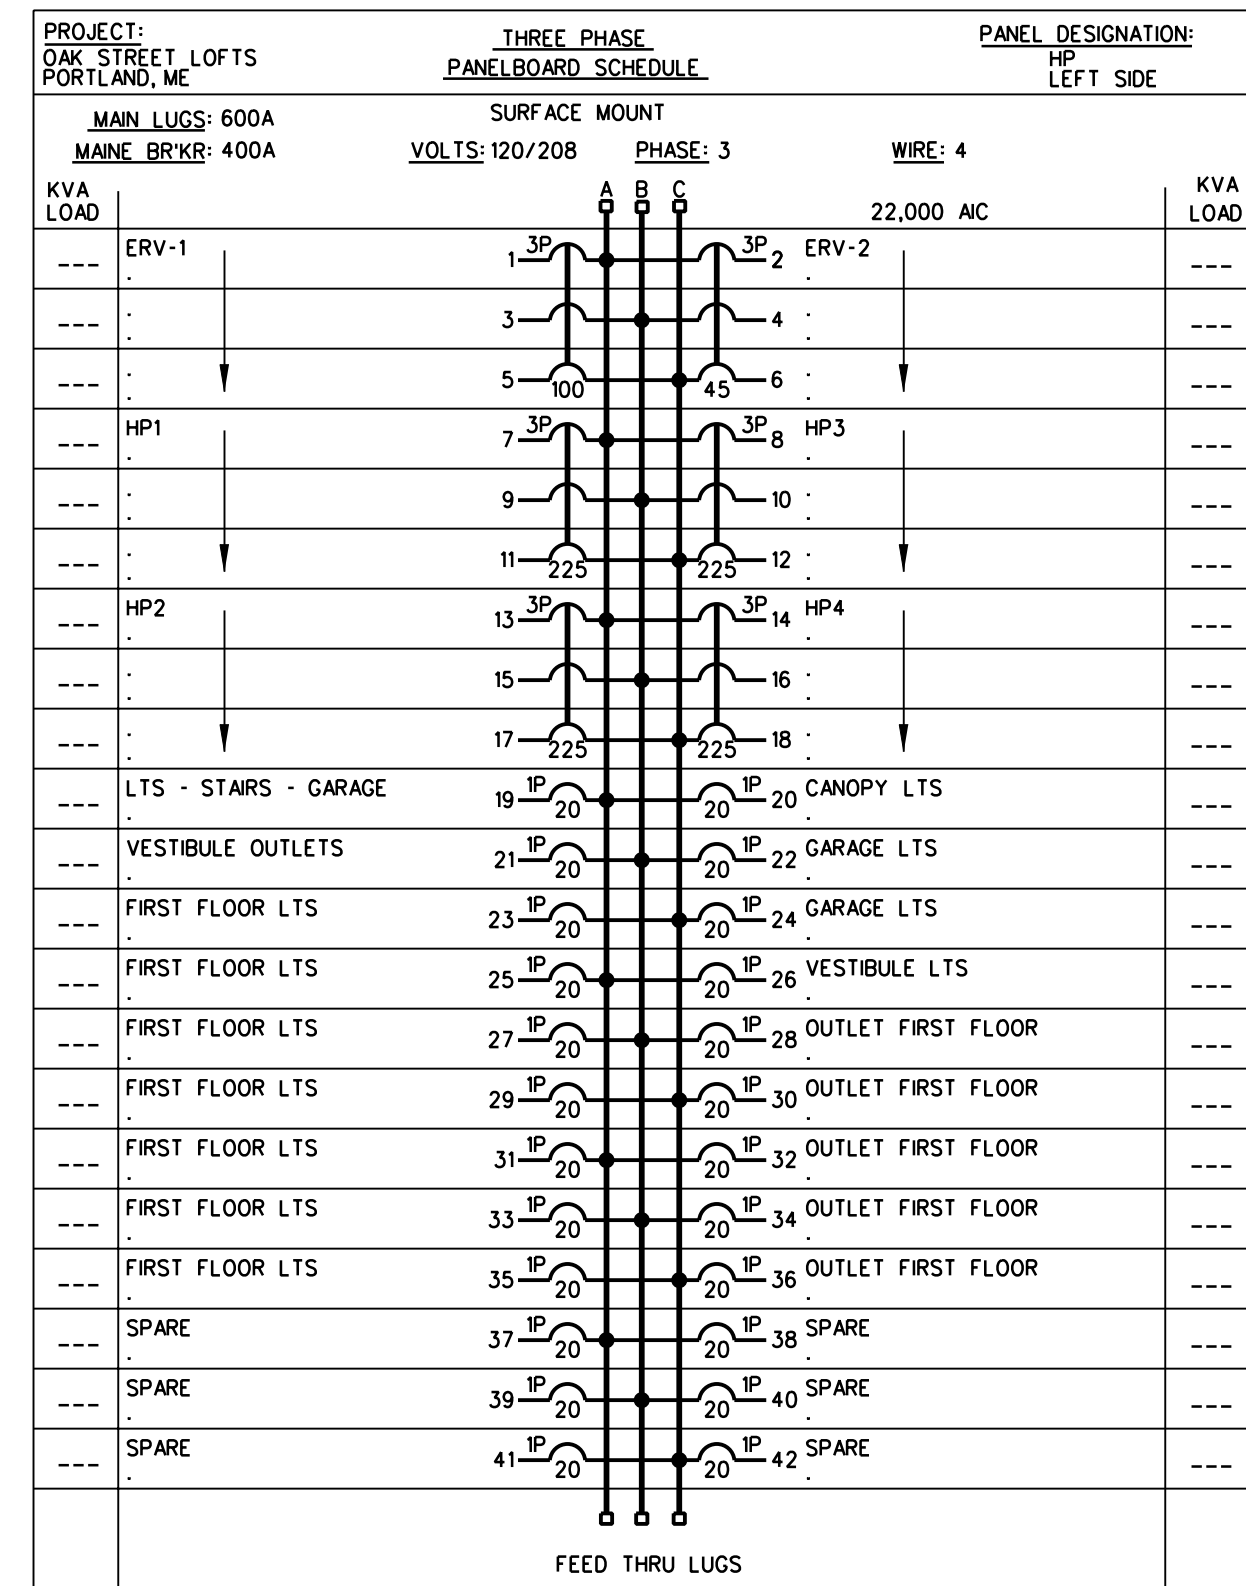 PROJECT:
OAK STREET LOFTS
PORTLAND, ME
THREE PHASE
PANELBOARD SCHEDULE
PANEL DESIGNATION:
HP
LEFT SIDE
MAIN LUGS: 600A
SURFACE MOUNT
MAINE BR'KR: 400A
VOLTS: 120/208
PHASE: 3
WIRE: 4
KVA
LOAD
A B C
22,000 AIC
KVA
LOAD
--- ERV-1 1 3P 3P 2 ERV-2 ---
--- 3 4 ---
--- 5 100 45 6 ---
--- HP1 7 3P 3P 8 HP3 ---
--- 9 10 ---
--- 11 225 225 12 ---
--- HP2 13 3P 3P 14 HP4 ---
--- 15 16 ---
--- 17 225 225 18 ---
--- LTS - STAIRS - GARAGE 19 1P 20 20 1P 20 CANOPY LTS ---
--- VESTIBULE OUTLETS 21 1P 20 20 1P 22 GARAGE LTS ---
--- FIRST FLOOR LTS 23 1P 20 20 1P 24 GARAGE LTS ---
--- FIRST FLOOR LTS 25 1P 20 20 1P 26 VESTIBULE LTS ---
--- FIRST FLOOR LTS 27 1P 20 20 1P 28 OUTLET FIRST FLOOR ---
--- FIRST FLOOR LTS 29 1P 20 20 1P 30 OUTLET FIRST FLOOR ---
--- FIRST FLOOR LTS 31 1P 20 20 1P 32 OUTLET FIRST FLOOR ---
--- FIRST FLOOR LTS 33 1P 20 20 1P 34 OUTLET FIRST FLOOR ---
--- FIRST FLOOR LTS 35 1P 20 20 1P 36 OUTLET FIRST FLOOR ---
--- SPARE 37 1P 20 20 1P 38 SPARE ---
--- SPARE 39 1P 20 20 1P 40 SPARE ---
--- SPARE 41 1P 20 20 1P 42 SPARE ---
FEED THRU LUGS